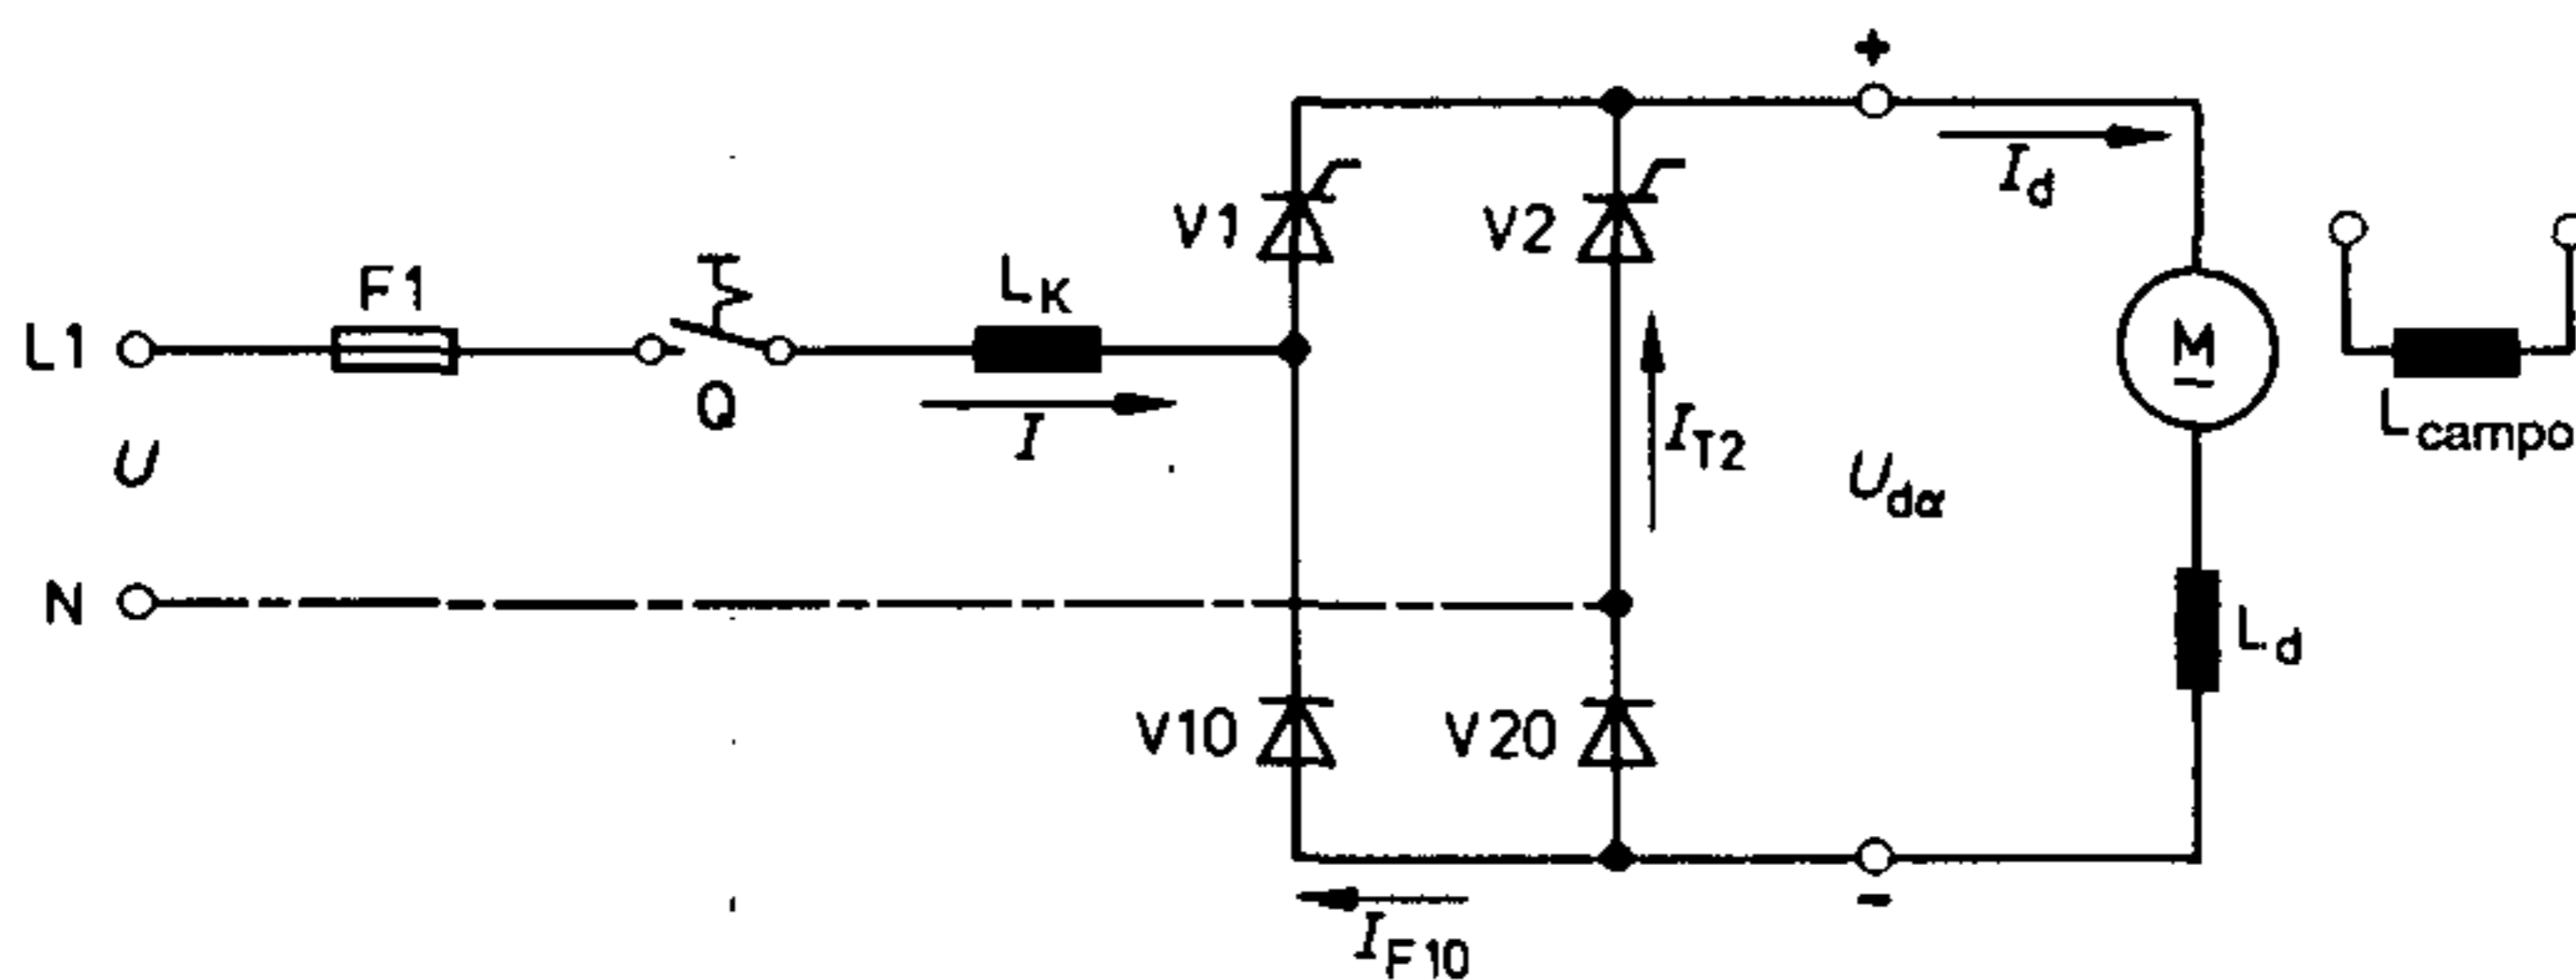 +
I_d
V1
V2
F1
L_K
L1
M
Q
I
I_T2
L_campo
U
U_dα
N
L_d
V10
V20
-
I_F10